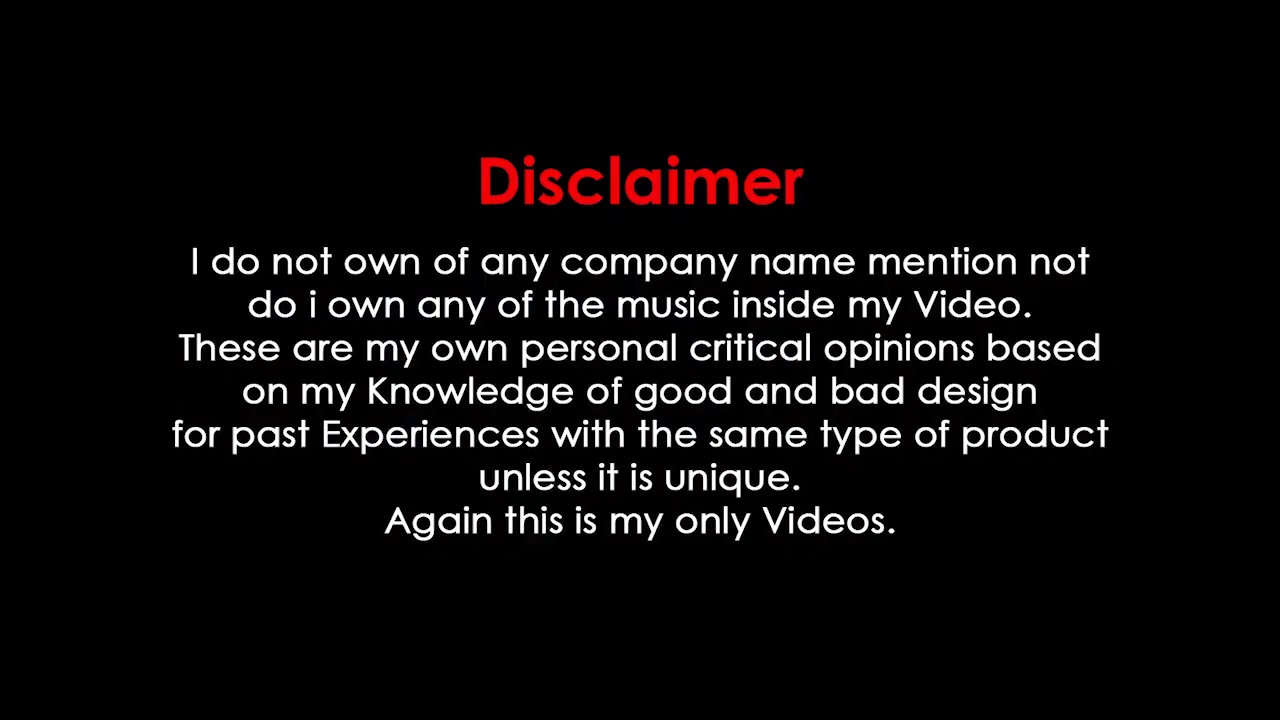 Disclaimer
I do not own of any company name mention not
do i own any of the music inside my Video.
These are my own personal critical opinions based
on my Knowledge of good and bad design
for past Experiences with the same type of product
unless it is unique.
Again this is my only Videos.